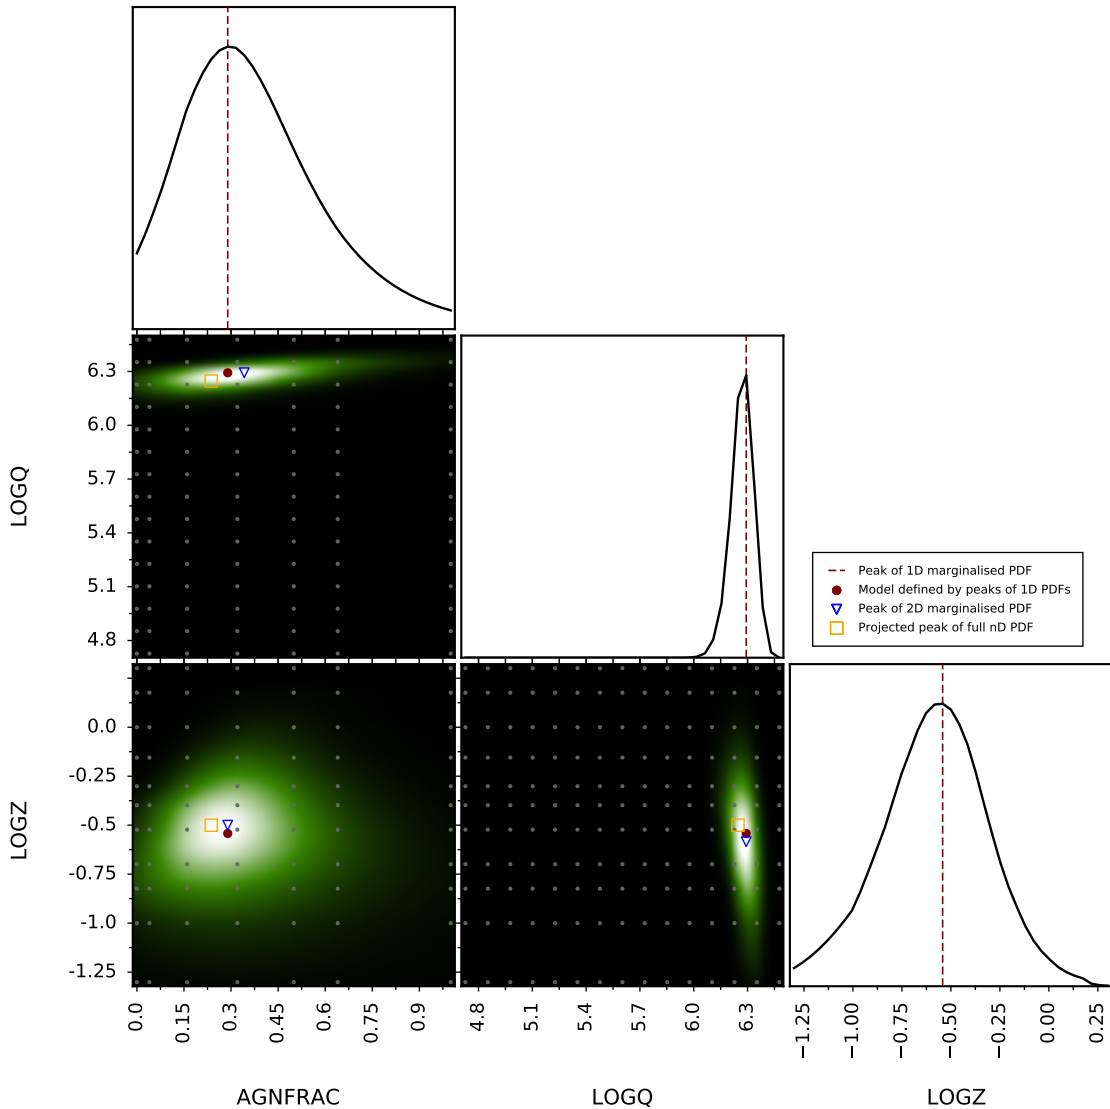 6.3
6.0
5.7
5.4
5.1
4.8
LOGQ
Peak of 1D marginalised PDF
Model defined by peaks of 1D PDFs
Peak of 2D marginalised PDF
Projected peak of full nD PDF
0.0
-0.25
-0.5
-0.75
-1.0
-1.25
LOGZ
0.0 0.15 0.3 0.45 0.6 0.75 0.9
4.8 5.1 5.4 5.7 6.0 6.3
−1.25 −1.00 −0.75 −0.50 −0.25 0.00 0.25
AGNFRAC
LOGQ
LOGZ